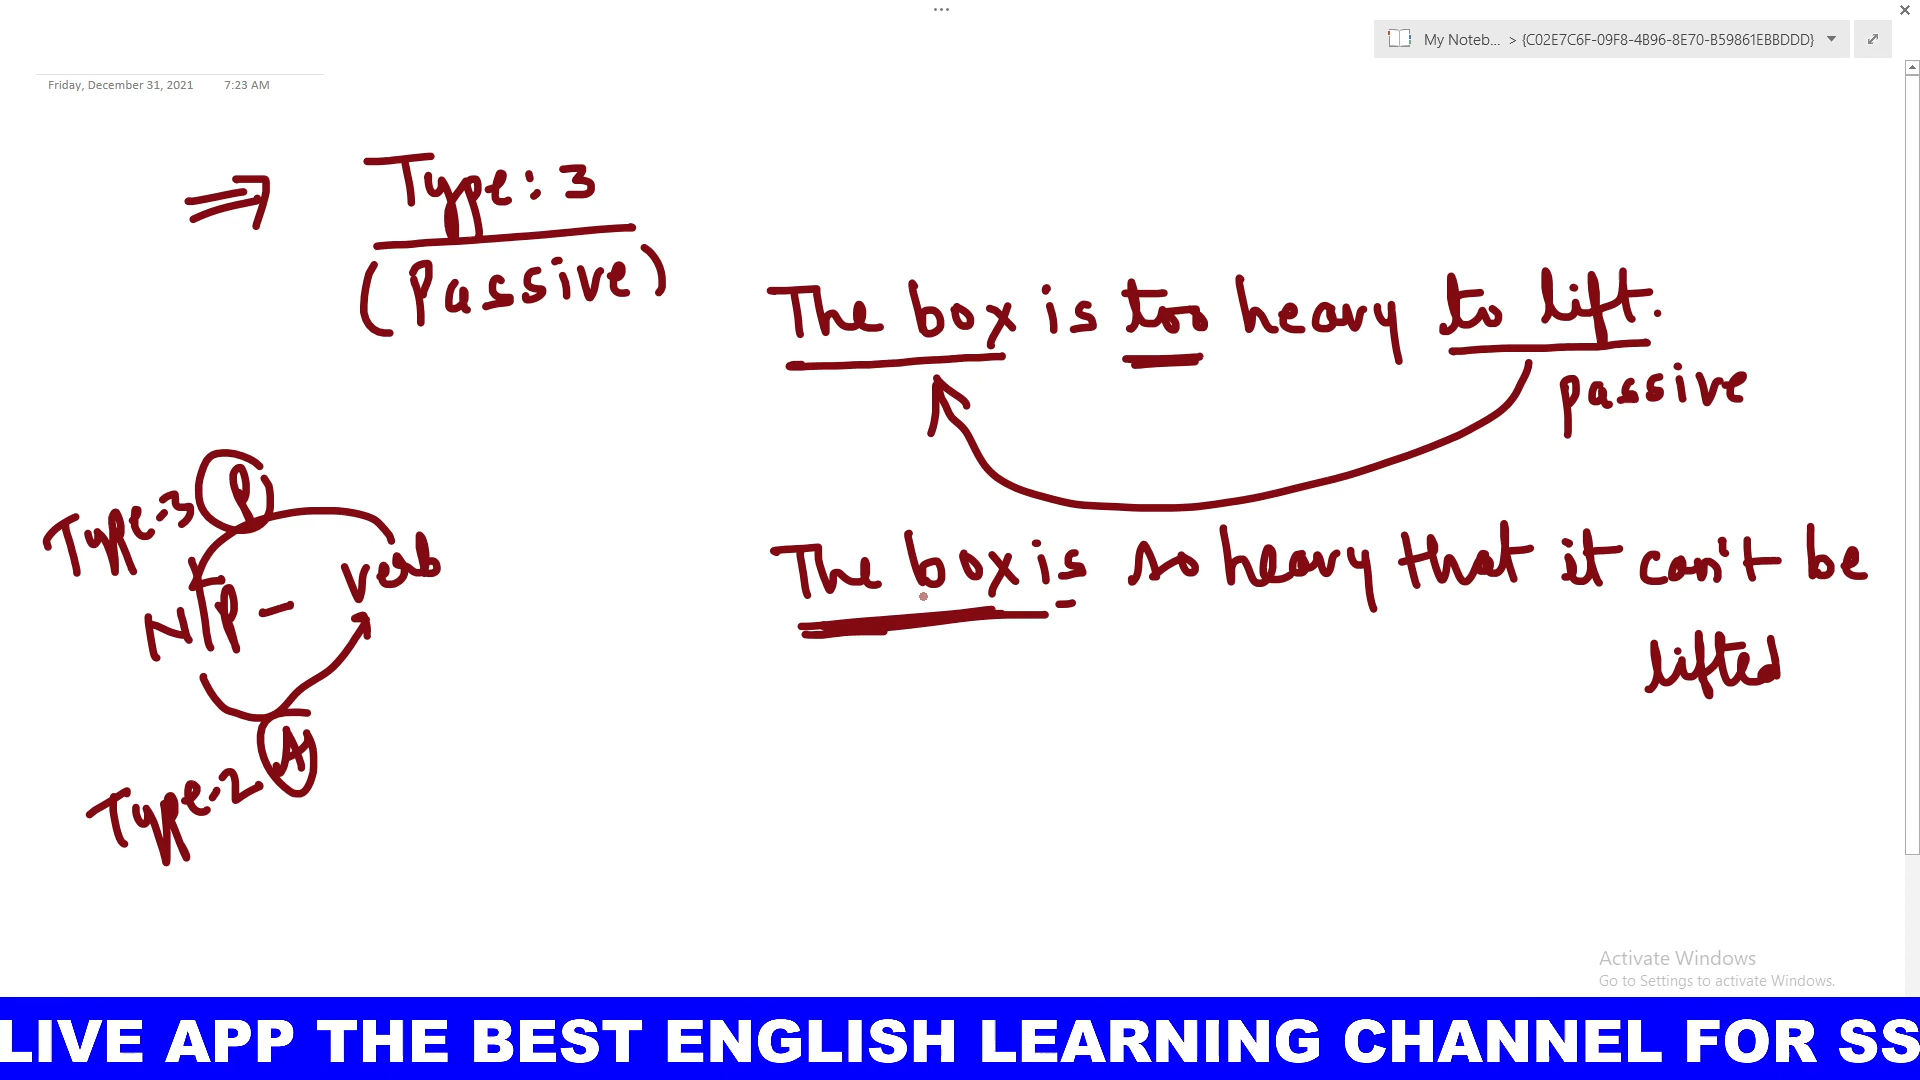 My Noteb... > {C02E7C6F-09F8-4B96-8E70-B59861EBBDDD}
Friday, December 31, 2021 7:23 AM
⇒ Type: 3
(Passive)
The box is too heavy to lift.
passive
Type-3 P
N/P - verb
Type-2 A
The box is so heavy that it can't be
lifted
Activate Windows
Go to Settings to activate Windows.
LIVE APP THE BEST ENGLISH LEARNING CHANNEL FOR SS